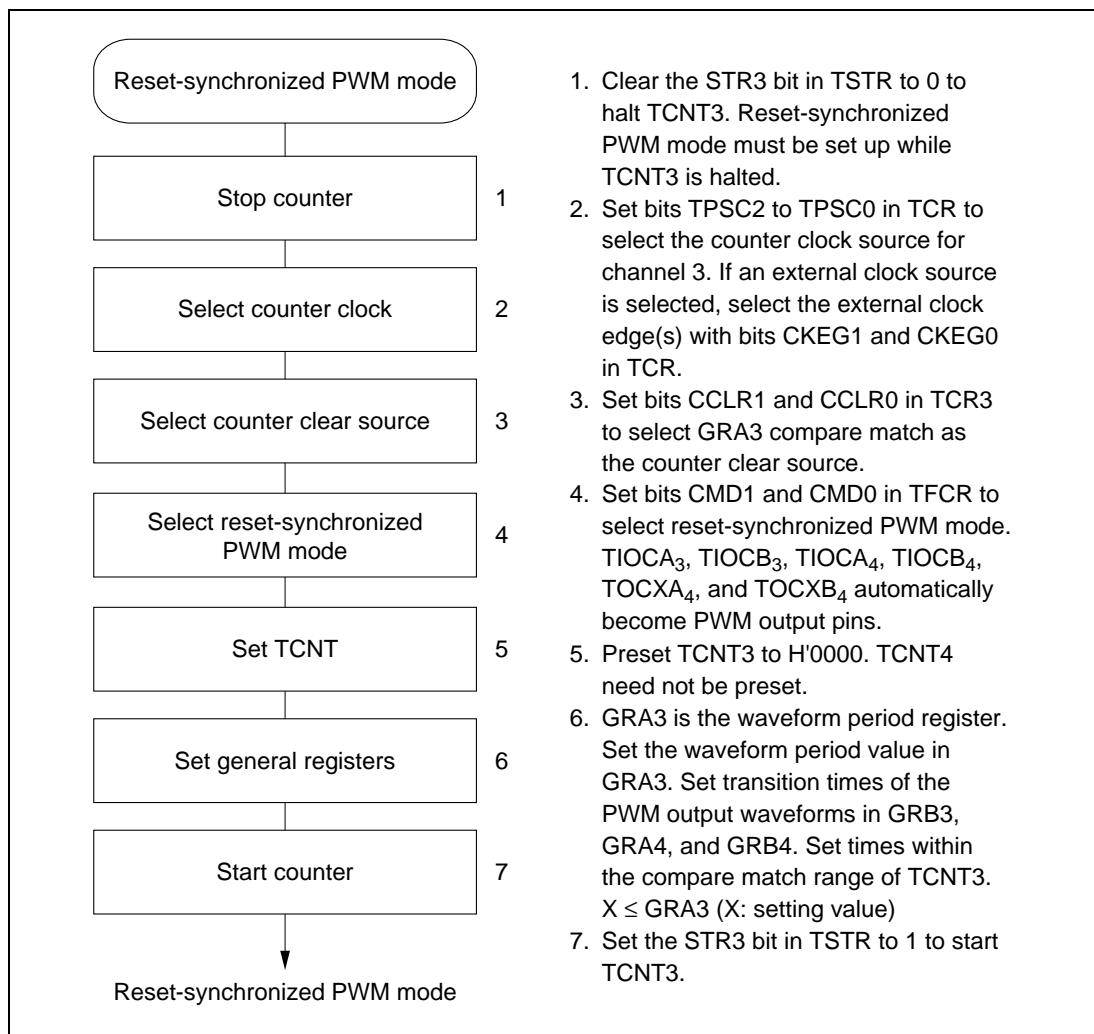 Reset-synchronized PWM mode
Stop counter
1
Select counter clock
2
Select counter clear source
3
Select reset-synchronized
PWM mode
4
Set TCNT
5
Set general registers
6
Start counter
7
Reset-synchronized PWM mode
1. Clear the STR3 bit in TSTR to 0 to
halt TCNT3. Reset-synchronized
PWM mode must be set up while
TCNT3 is halted.
2. Set bits TPSC2 to TPSC0 in TCR to
select the counter clock source for
channel 3. If an external clock source
is selected, select the external clock
edge(s) with bits CKEG1 and CKEG0
in TCR.
3. Set bits CCLR1 and CCLR0 in TCR3
to select GRA3 compare match as
the counter clear source.
4. Set bits CMD1 and CMD0 in TFCR to
select reset-synchronized PWM mode.
TIOCA₃, TIOCB₃, TIOCA₄, TIOCB₄,
TOCXA₄, and TOCXB₄ automatically
become PWM output pins.
5. Preset TCNT3 to H'0000. TCNT4
need not be preset.
6. GRA3 is the waveform period register.
Set the waveform period value in
GRA3. Set transition times of the
PWM output waveforms in GRB3,
GRA4, and GRB4. Set times within
the compare match range of TCNT3.
X ≤ GRA3 (X: setting value)
7. Set the STR3 bit in TSTR to 1 to start
TCNT3.